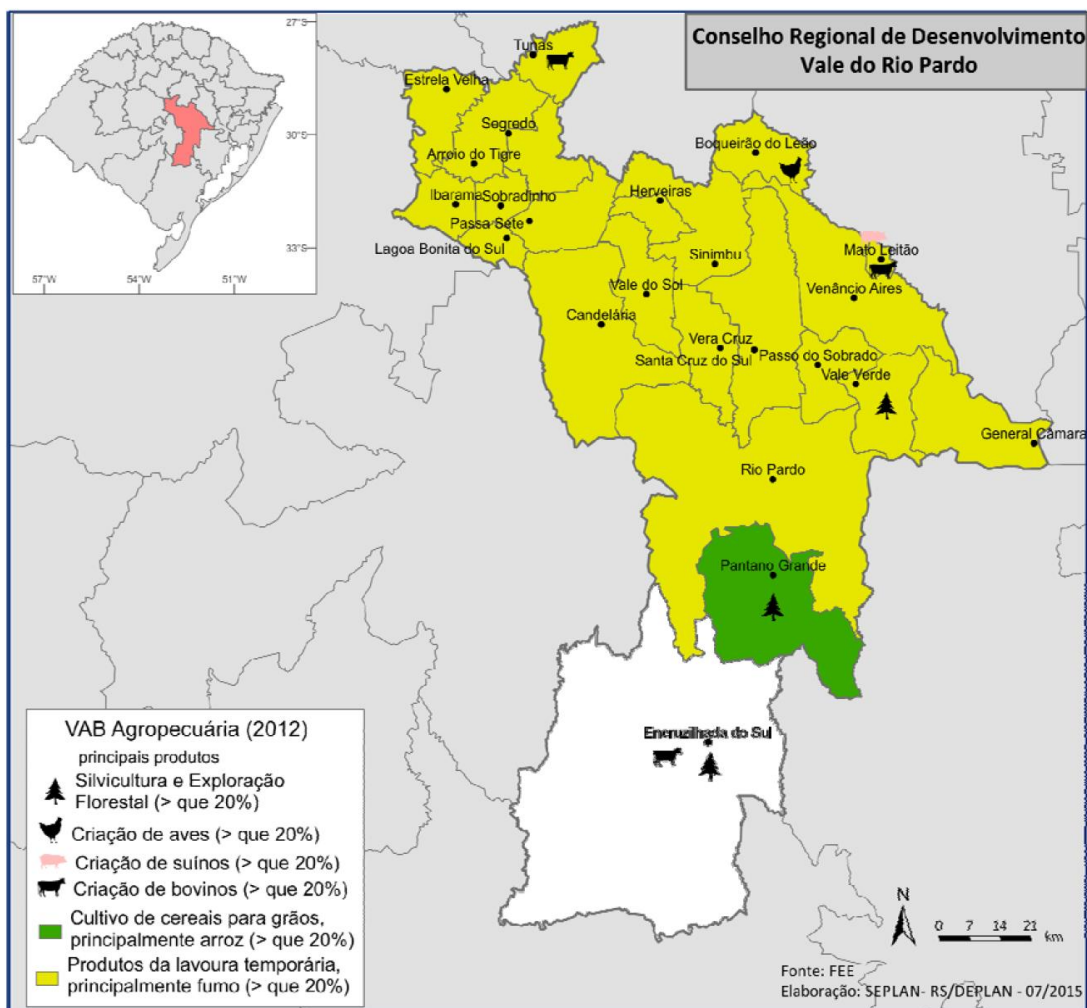 Conselho Regional de Desenvolvimento
Vale do Rio Pardo
27°S
30°S
33°S
57°W
54°W
51°W
Tunas
Estrela Velha
Segredo
Boqueirão do Leão
Arroio do Tigre
Ibarama
Sobradinho
Herveiras
Passa Sete
Lagoa Bonita do Sul
Sinimbu
Mato Leitão
Vale do Sol
Venâncio Aires
Candelária
Vera Cruz
Santa Cruz do Sul
Passo do Sobrado
Vale Verde
General Câmara
Rio Pardo
Pantano Grande
Encruzilhada do Sul
VAB Agropecuária (2012)
principais produtos
Silvicultura e Exploração
Florestal (> que 20%)
Criação de aves (> que 20%)
Criação de suínos (> que 20%)
Criação de bovinos (> que 20%)
Cultivo de cereais para grãos,
principalmente arroz (> que 20%)
Produtos da lavoura temporária,
principalmente fumo (> que 20%)
N
0 7 14 21
km
Fonte: FEE
Elaboração: SEPLAN- RS/DEPLAN - 07/2015